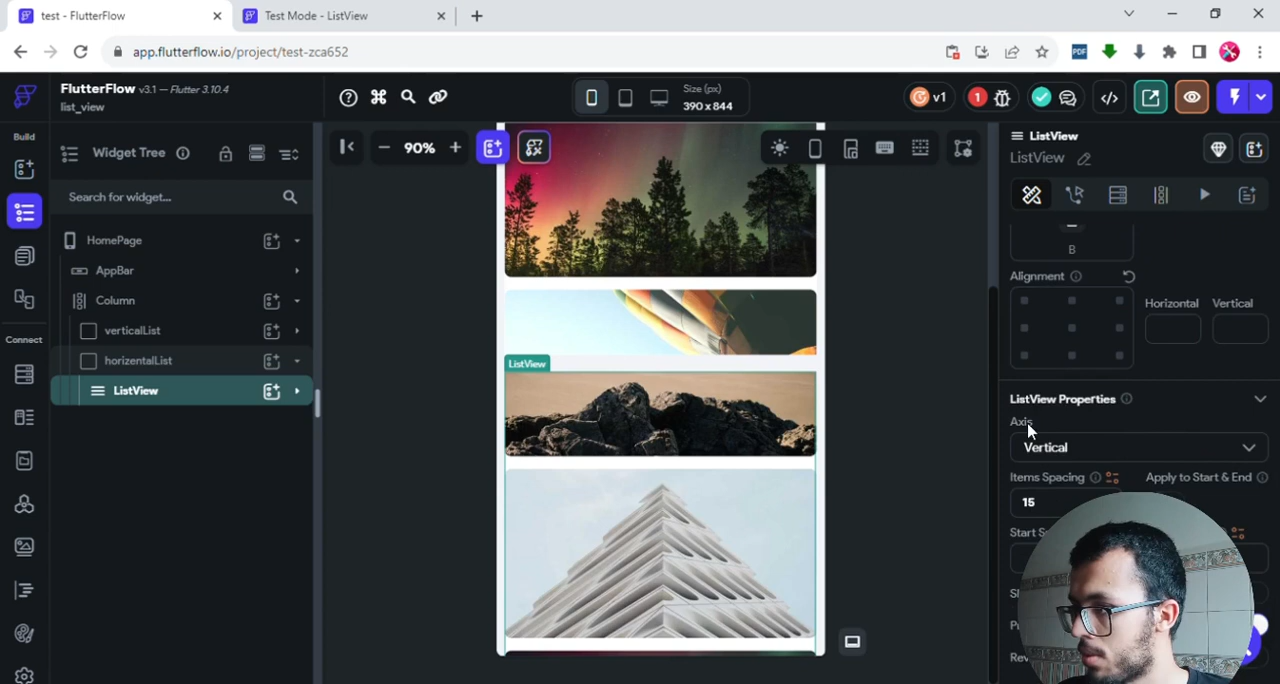 test - FlutterFlow
Test Mode - ListView
app.flutterflow.io/project/test-zca652
PDF
FlutterFlow v3.1 – Flutter 3.10.4
list_view
Size (px)
390 x 844
v1
1
Build
Widget Tree
90%
ListView
ListView
Search for widget...
HomePage
AppBar
Column
verticalList
horizentalList
ListView
Connect
ListView
B
Alignment
Horizontal Vertical
ListView Properties
Axis
Vertical
Items Spacing
Apply to Start & End
15
Start S